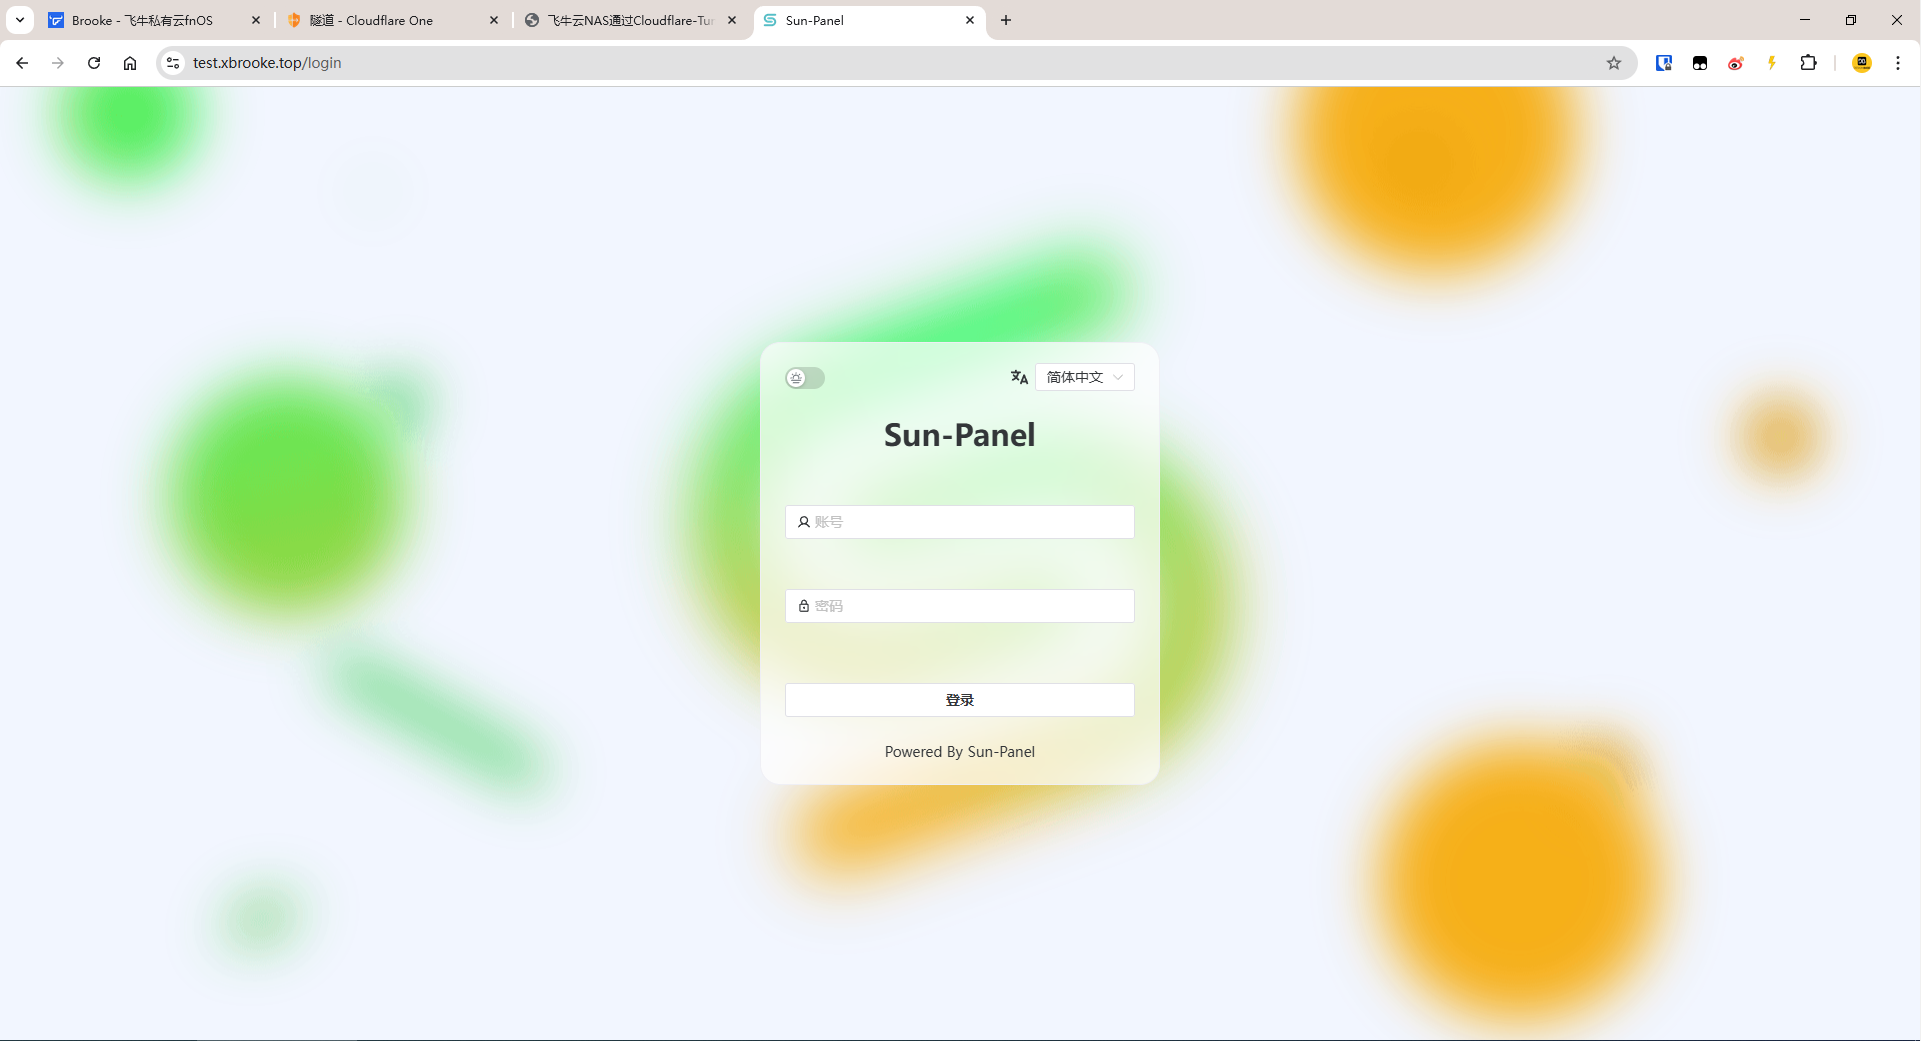 Brooke - 飞牛私有云fnOS
隧道 - Cloudflare One
飞牛云NAS通过Cloudflare-Tur
Sun-Panel
test.xbrooke.top/login
简体中文
Sun-Panel
账号
密码
登录
Powered By Sun-Panel